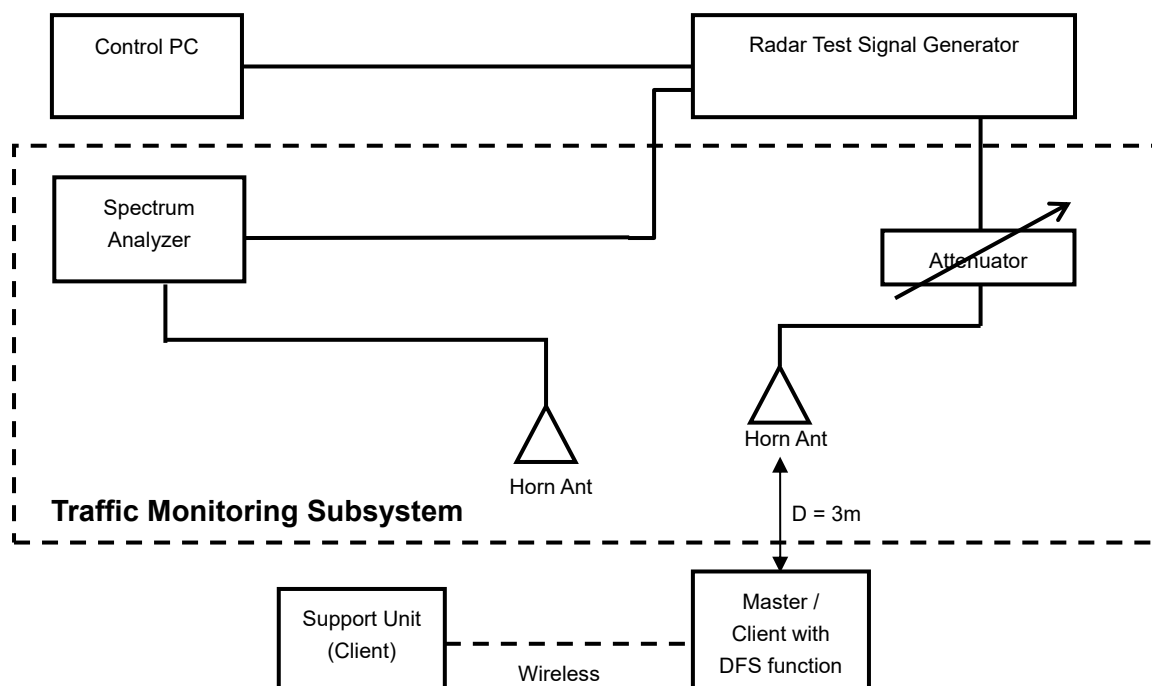 Control PC
Radar Test Signal Generator
Spectrum
Analyzer
Attenuator
Horn Ant
Horn Ant
Traffic Monitoring Subsystem
D = 3m
Support Unit
(Client)
Wireless
Master /
Client with
DFS function